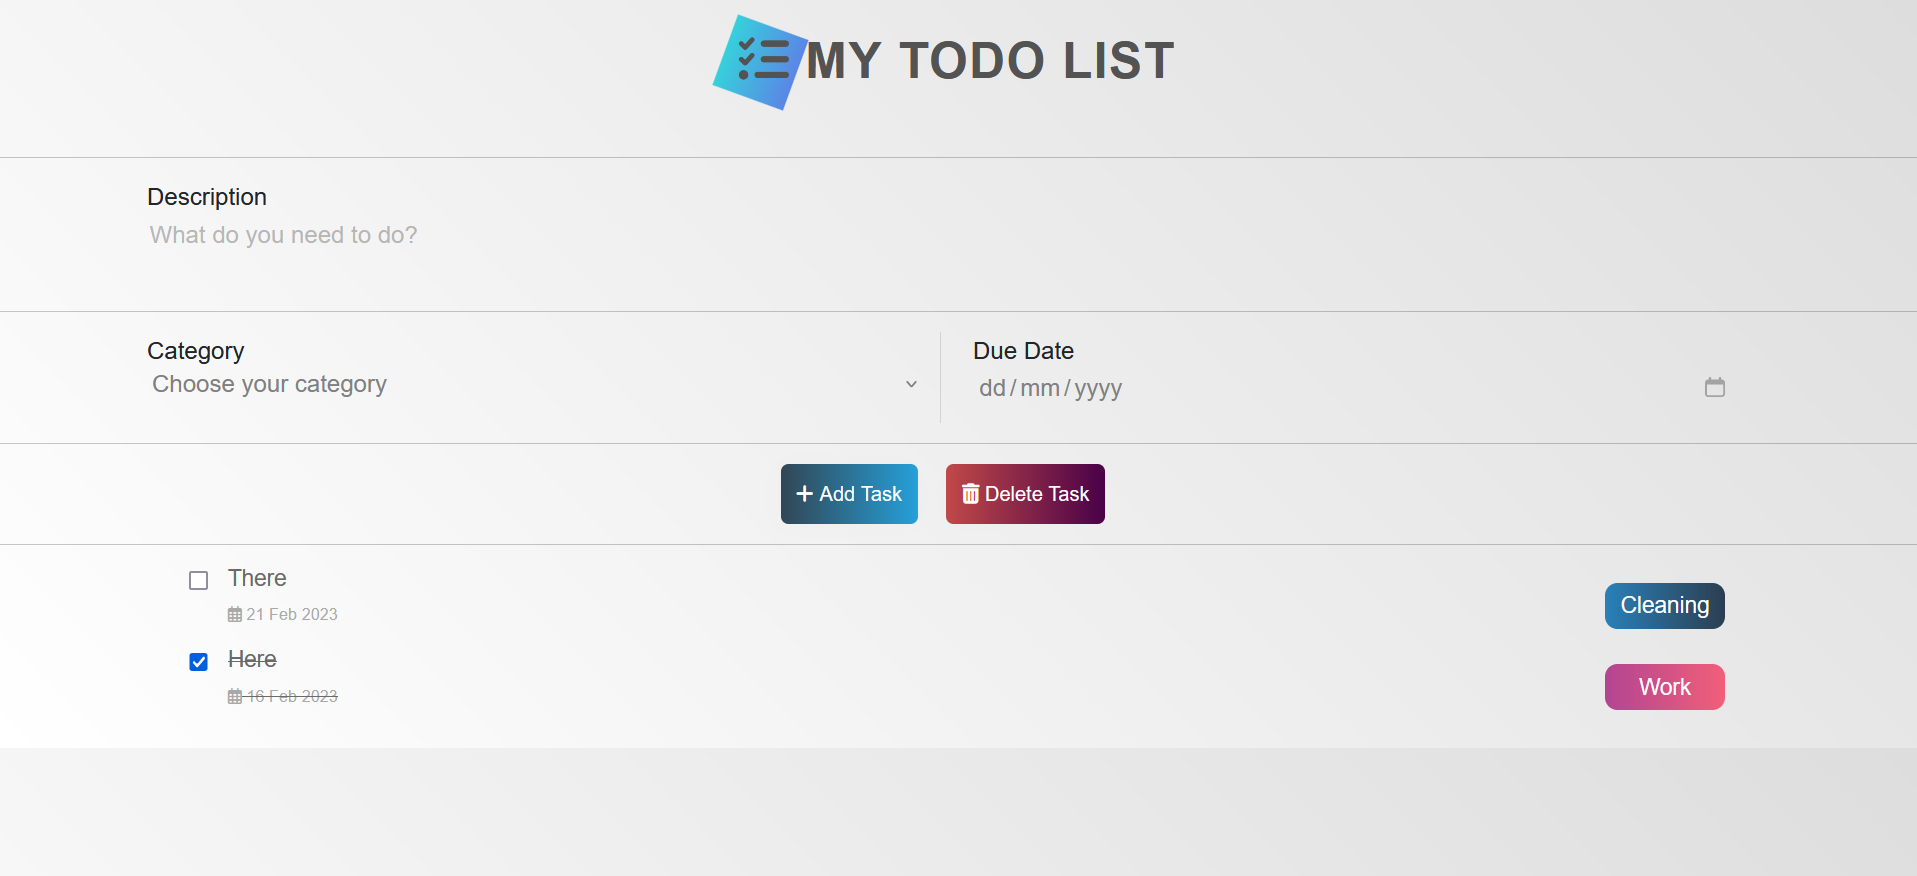 MY TODO LIST
Description
What do you need to do?
Category
Choose your category
Due Date
dd/mm/yyyy
Add Task
Delete Task
There
21 Feb 2023
Cleaning
Here
16 Feb 2023
Work